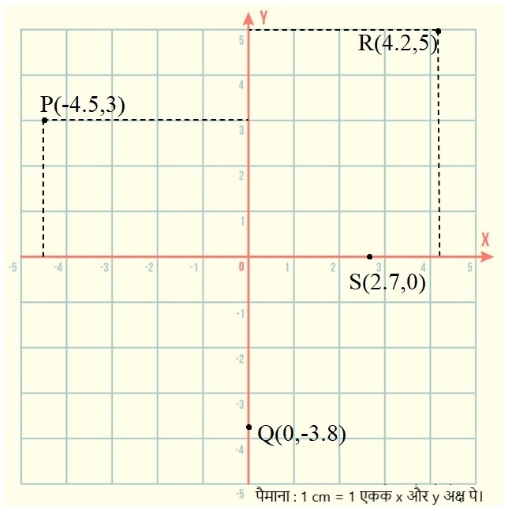 Y
5
R(4.2,5)
4
P(-4.5,3)
3
2
1
X
-5 -4 -3 -2 -1 0 1 2 3 4 5
S(2.7,0)
-1
-2
-3
Q(0,-3.8)
-4
-5
पैमाना : 1 cm = 1 एकक x और y अक्ष पे।